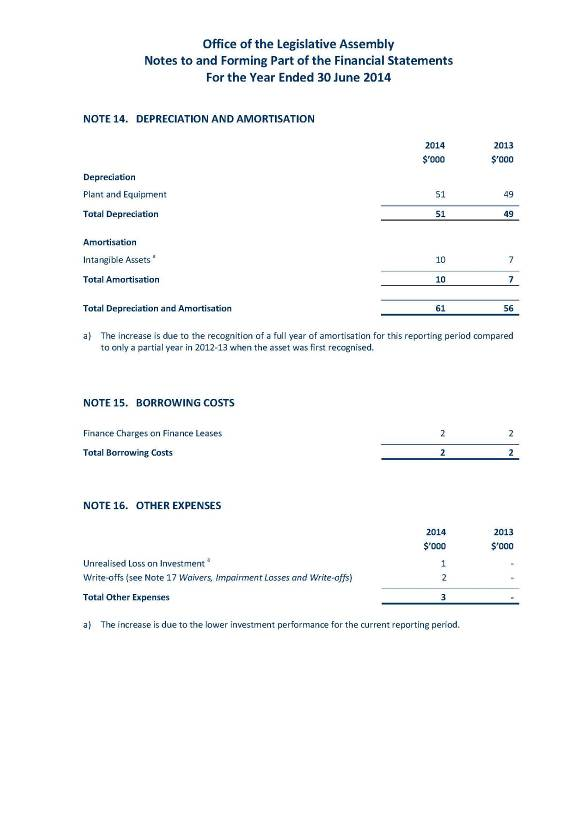 Office of the Legislative Assembly
Notes to and Forming Part of the Financial Statements
For the Year Ended 30 June 2014
NOTE 14. DEPRECIATION AND AMORTISATION
2014 2013
$'000 $'000
Depreciation
Plant and Equipment 51 49
Total Depreciation 51 49
Amortisation
Intangible Assets a 10 7
Total Amortisation 10 7
Total Depreciation and Amortisation 61 56
a) The increase is due to the recognition of a full year of amortisation for this reporting period compared
to only a partial year in 2012-13 when the asset was first recognised.
NOTE 15. BORROWING COSTS
Finance Charges on Finance Leases 2 2
Total Borrowing Costs 2 2
NOTE 16. OTHER EXPENSES
2014 2013
$'000 $'000
Unrealised Loss on Investment a 1 -
Write-offs (see Note 17 Waivers, Impairment Losses and Write-offs) 2 -
Total Other Expenses 3 -
a) The increase is due to the lower investment performance for the current reporting period.